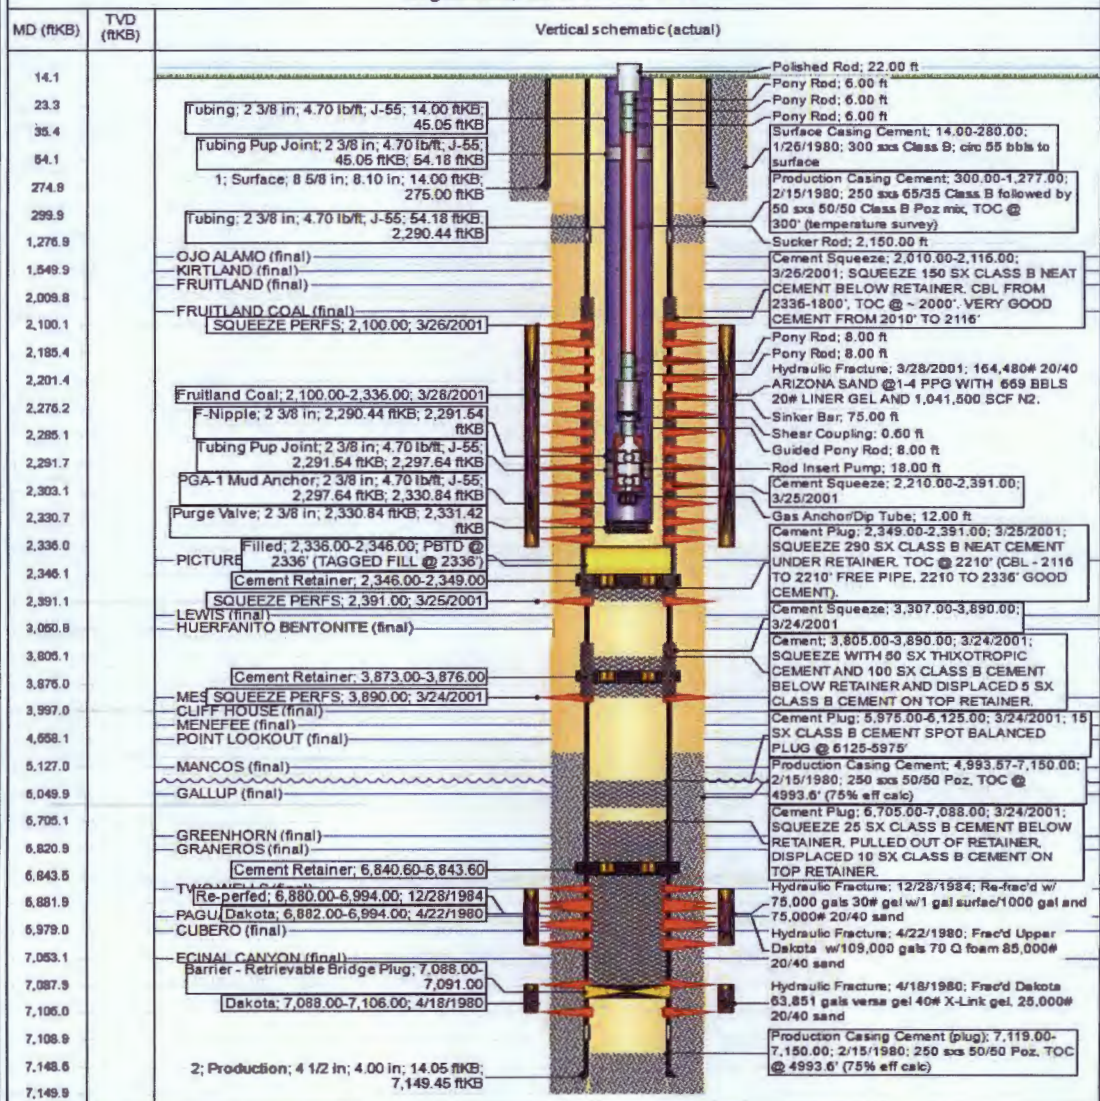 MD (ftKB)
TVD
(ftKB)
Vertical schematic (actual)
14.1
23.3
35.4
54.1
274.9
299.9
1,276.9
1,549.9
2,009.8
2,100.1
2,185.4
2,201.4
2,276.2
2,285.1
2,291.7
2,303.1
2,330.7
2,336.0
2,346.1
2,391.1
3,050.8
3,805.1
3,876.0
3,997.0
4,658.1
5,127.0
6,049.9
6,705.1
6,820.9
6,843.5
6,881.9
6,979.0
7,053.1
7,087.9
7,106.0
7,108.9
7,148.6
7,149.9
Tubing; 2 3/8 in; 4.70 lb/ft; J-55; 14.00 ftKB;
45.05 ftKB
Tubing Pup Joint; 2 3/8 in; 4.70 lb/ft; J-55;
45.05 ftKB; 54.18 ftKB
1; Surface; 8 5/8 in; 8.10 in; 14.00 ftKB;
275.00 ftKB
Tubing; 2 3/8 in; 4.70 lb/ft; J-55; 54.18 ftKB;
2,290.44 ftKB
OJO ALAMO (final)
KIRTLAND (final)
FRUITLAND (final)
FRUITLAND COAL (final)
SQUEEZE PERFS; 2,100.00; 3/26/2001
Fruitland Coal; 2,100.00-2,336.00; 3/28/2001
F-Nipple; 2 3/8 in; 2,290.44 ftKB; 2,291.54
ftKB
Tubing Pup Joint; 2 3/8 in; 4.70 lb/ft; J-55;
2,291.54 ftKB; 2,297.64 ftKB
PGA-1 Mud Anchor; 2 3/8 in; 4.70 lb/ft; J-55;
2,297.64 ftKB; 2,330.84 ftKB
Purge Valve; 2 3/8 in; 2,330.84 ftKB; 2,331.42
ftKB
Filled; 2,336.00-2,346.00; PBTD @
2336' (TAGGED FILL @ 2336')
PICTURE
Cement Retainer; 2,346.00-2,349.00
SQUEEZE PERFS; 2,391.00; 3/25/2001
LEWIS (final)
HUERFANITO BENTONITE (final)
Cement Retainer; 3,873.00-3,876.00
MES
SQUEEZE PERFS; 3,890.00; 3/24/2001
CLIFF HOUSE (final)
MENEFEE (final)
POINT LOOKOUT (final)
MANCOS (final)
GALLUP (final)
GREENHORN (final)
GRANEROS (final)
Cement Retainer; 6,840.60-6,843.60
TWO WELLS (final)
Re-perfed; 6,880.00-6,994.00; 12/28/1984
PAGU
Dakota; 6,882.00-6,994.00; 4/22/1980
CUBERO (final)
ECINAL CANYON (final)
Barrier - Retrievable Bridge Plug; 7,088.00-
7,091.00
Dakota; 7,088.00-7,106.00; 4/18/1980
2; Production; 4 1/2 in; 4.00 in; 14.05 ftKB;
7,149.45 ftKB
Polished Rod; 22.00 ft
Pony Rod; 6.00 ft
Pony Rod; 6.00 ft
Pony Rod; 6.00 ft
Surface Casing Cement; 14.00-280.00;
1/26/1980; 300 sxs Class B; circ 55 bbls to
surface
Production Casing Cement; 300.00-1,277.00;
2/15/1980; 250 sxs 65/35 Class B followed by
50 sxs 50/50 Class B Poz mix, TOC @
300' (temperature survey)
Sucker Rod; 2,150.00 ft
Cement Squeeze; 2,010.00-2,116.00;
3/26/2001; SQUEEZE 150 SX CLASS B NEAT
CEMENT BELOW RETAINER. CBL FROM
2336-1800', TOC @ ~ 2000'. VERY GOOD
CEMENT FROM 2010' TO 2116'
Pony Rod; 8.00 ft
Pony Rod; 8.00 ft
Hydraulic Fracture; 3/28/2001; 164,480# 20/40
ARIZONA SAND @1-4 PPG WITH 669 BBLS
20# LINER GEL AND 1,041,500 SCF N2.
Sinker Bar; 75.00 ft
Shear Coupling; 0.60 ft
Guided Pony Rod; 8.00 ft
Rod Insert Pump; 18.00 ft
Cement Squeeze; 2,210.00-2,391.00;
3/25/2001
Gas Anchor/Dip Tube; 12.00 ft
Cement Plug; 2,349.00-2,391.00; 3/25/2001;
SQUEEZE 290 SX CLASS B NEAT CEMENT
UNDER RETAINER. TOC @ 2210' (CBL - 2116
TO 2210' FREE PIPE, 2210 TO 2336' GOOD
CEMENT).
Cement Squeeze; 3,307.00-3,890.00;
3/24/2001
Cement; 3,805.00-3,890.00; 3/24/2001;
SQUEEZE WITH 50 SX THIXOTROPIC
CEMENT AND 100 SX CLASS B CEMENT
BELOW RETAINER AND DISPLACED 5 SX
CLASS B CEMENT ON TOP RETAINER.
Cement Plug; 5,975.00-6,125.00; 3/24/2001; 15
SX CLASS B CEMENT SPOT BALANCED
PLUG @ 6125-5975'
Production Casing Cement; 4,993.57-7,150.00;
2/15/1980; 250 sxs 50/50 Poz, TOC @
4993.6' (75% eff calc)
Cement Plug; 6,705.00-7,088.00; 3/24/2001;
SQUEEZE 25 SX CLASS B CEMENT BELOW
RETAINER, PULLED OUT OF RETAINER,
DISPLACED 10 SX CLASS B CEMENT ON
TOP RETAINER.
Hydraulic Fracture; 12/28/1984; Re-frac'd w/
75,000 gals 30# gel w/1 gal surfac/1000 gal and
75,000# 20/40 sand
Hydraulic Fracture; 4/22/1980; Frac'd Upper
Dakota w/109,000 gals 70 Q foam 85,000#
20/40 sand
Hydraulic Fracture; 4/18/1980; Frac'd Dakota
63,851 gals versa gel 40# X-Link gel, 25,000#
20/40 sand
Production Casing Cement (plug); 7,119.00-
7,150.00; 2/15/1980; 250 sxs 50/50 Poz, TOC
@ 4993.6' (75% eff calc)